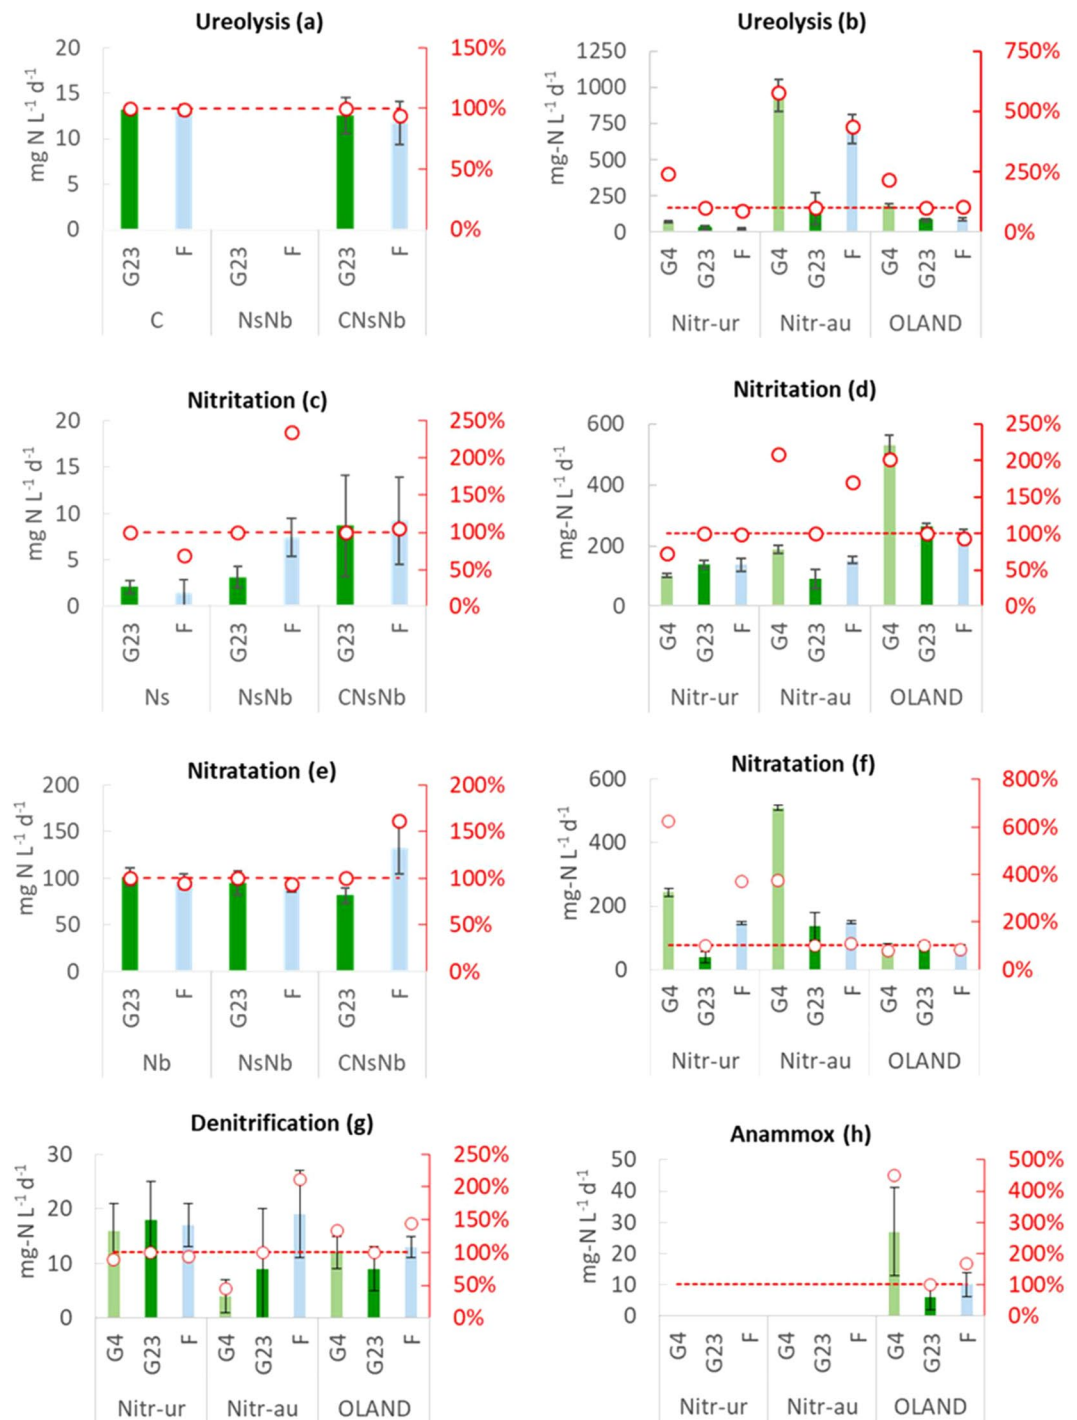 Ureolysis (a)
mg N L-1 d-1
20
15
10
5
0
150%
100%
50%
0%
G23 F G23 F G23 F
C NsNb CNsNb
Ureolysis (b)
mg-N L-1 d-1
1250
1000
750
500
250
0
750%
500%
250%
0%
G4 G23 F G4 G23 F G4 G23 F
Nitr-ur Nitr-au OLAND
Nitritation (c)
mg N L-1 d-1
20
15
10
5
0
250%
200%
150%
100%
50%
0%
G23 F G23 F G23 F
Ns NsNb CNsNb
Nitritation (d)
mg-N L-1 d-1
600
400
200
0
250%
200%
150%
100%
50%
0%
G4 G23 F G4 G23 F G4 G23 F
Nitr-ur Nitr-au OLAND
Nitratation (e)
mg N L-1 d-1
200
150
100
50
0
200%
150%
100%
50%
0%
G23 F G23 F G23 F
Nb NsNb CNsNb
Nitratation (f)
mg-N L-1 d-1
600
400
200
0
800%
600%
400%
200%
0%
G4 G23 F G4 G23 F G4 G23 F
Nitr-ur Nitr-au OLAND
Denitrification (g)
mg-N L-1 d-1
30
20
10
0
250%
200%
150%
100%
50%
0%
G4 G23 F G4 G23 F G4 G23 F
Nitr-ur Nitr-au OLAND
Anammox (h)
mg-N L-1 d-1
50
40
30
20
10
0
500%
400%
300%
200%
100%
0%
G4 G23 F G4 G23 F G4 G23 F
Nitr-ur Nitr-au OLAND